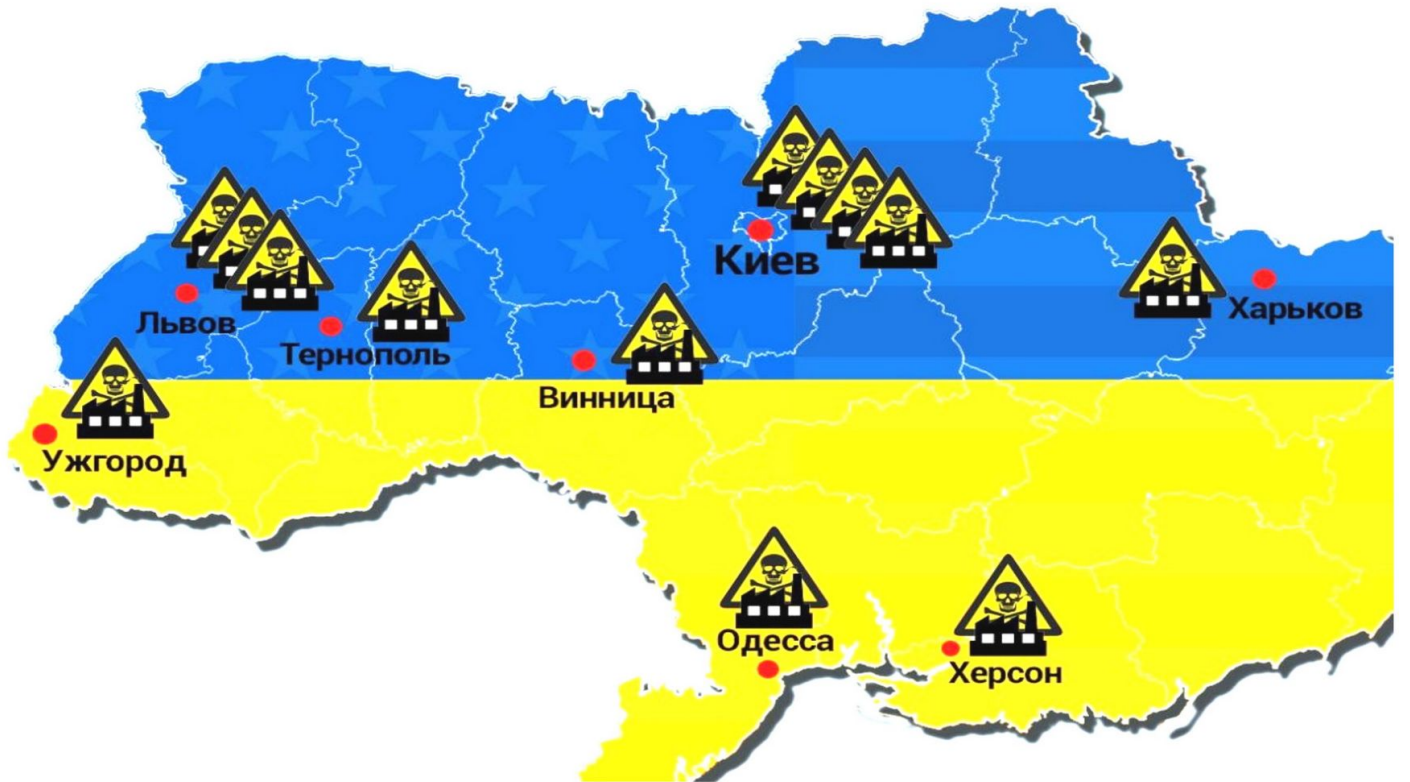 Киев
Харьков
Львов
Тернополь
Винница
Ужгород
Одесса
Херсон